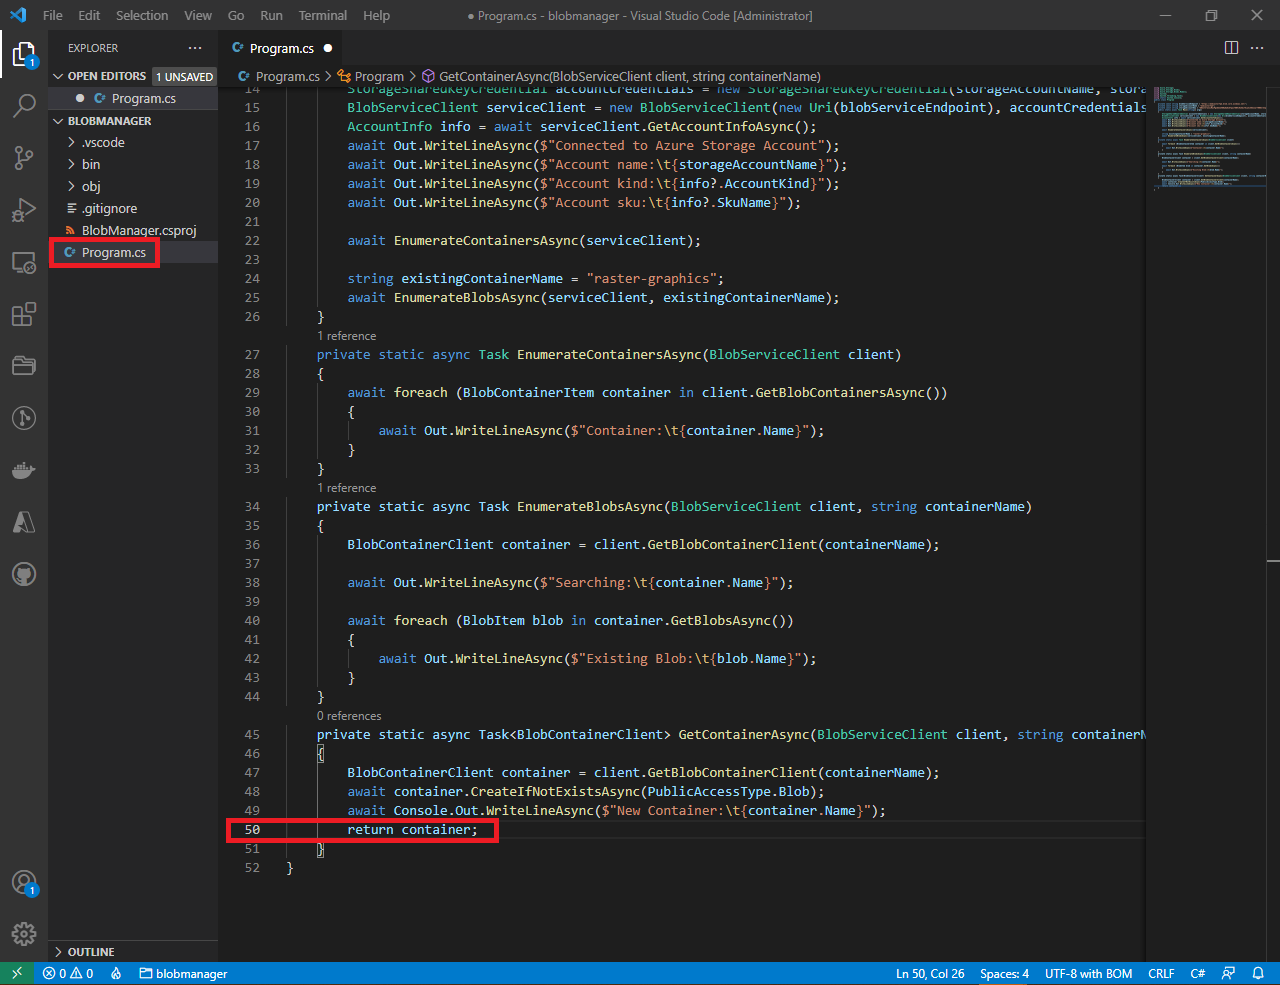 File Edit Selection View Go Run Terminal Help
● Program.cs - blobmanager - Visual Studio Code [Administrator]
EXPLORER
OPEN EDITORS 1 UNSAVED
C# Program.cs
BLOBMANAGER
.vscode
bin
obj
.gitignore
BlobManager.csproj
C# Program.cs
OUTLINE
C# Program.cs
C# Program.cs > Program > GetContainerAsync(BlobServiceClient client, string containerName)
14 StorageSharedKeyCredential accountCredentials = new StorageSharedKeyCredential(storageAccountName, stora
15 BlobServiceClient serviceClient = new BlobServiceClient(new Uri(blobServiceEndpoint), accountCredentials
16 AccountInfo info = await serviceClient.GetAccountInfoAsync();
17 await Out.WriteLineAsync($"Connected to Azure Storage Account");
18 await Out.WriteLineAsync($"Account name:\t{storageAccountName}");
19 await Out.WriteLineAsync($"Account kind:\t{info?.AccountKind}");
20 await Out.WriteLineAsync($"Account sku:\t{info?.SkuName}");
21
22 await EnumerateContainersAsync(serviceClient);
23
24 string existingContainerName = "raster-graphics";
25 await EnumerateBlobsAsync(serviceClient, existingContainerName);
26 }
1 reference
27 private static async Task EnumerateContainersAsync(BlobServiceClient client)
28 {
29 await foreach (BlobContainerItem container in client.GetBlobContainersAsync())
30 {
31 await Out.WriteLineAsync($"Container:\t{container.Name}");
32 }
33 }
1 reference
34 private static async Task EnumerateBlobsAsync(BlobServiceClient client, string containerName)
35 {
36 BlobContainerClient container = client.GetBlobContainerClient(containerName);
37
38 await Out.WriteLineAsync($"Searching:\t{container.Name}");
39
40 await foreach (BlobItem blob in container.GetBlobsAsync())
41 {
42 await Out.WriteLineAsync($"Existing Blob:\t{blob.Name}");
43 }
44 }
0 references
45 private static async Task<BlobContainerClient> GetContainerAsync(BlobServiceClient client, string containerN
46 {
47 BlobContainerClient container = client.GetBlobContainerClient(containerName);
48 await container.CreateIfNotExistsAsync(PublicAccessType.Blob);
49 await Console.Out.WriteLineAsync($"New Container:\t{container.Name}");
50 return container;
51 }
52 }
1
1
0 0 blobmanager
Ln 50, Col 26 Spaces: 4 UTF-8 with BOM CRLF C#